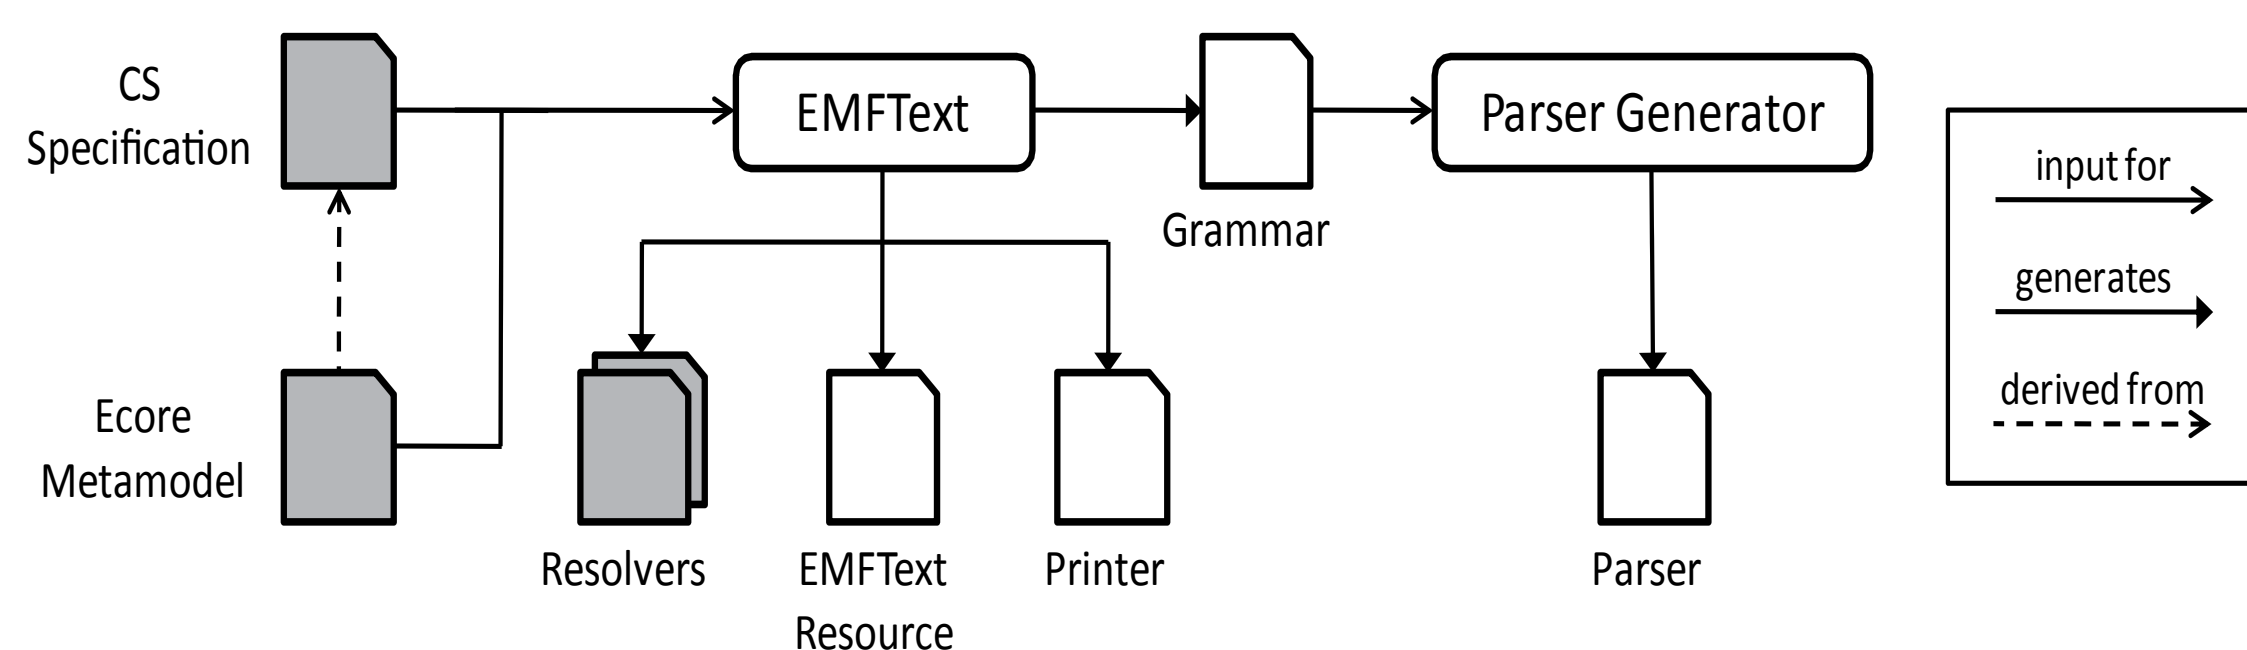 CS
Specification
EMFText
Grammar
Parser Generator
input for
generates
derived from
Ecore
Metamodel
Resolvers
EMFText
Resource
Printer
Parser